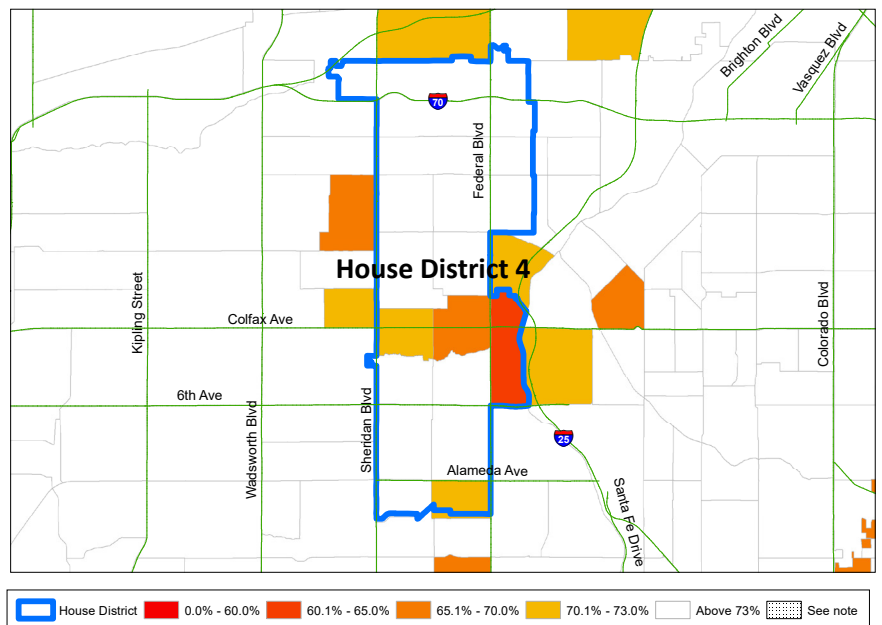 Brighton Blvd
Vasquez Blvd
70
Federal Blvd
House District 4
Kipling Street
Colfax Ave
Colorado Blvd
6th Ave
Wadsworth Blvd
Sheridan Blvd
25
Alameda Ave
Santa Fe Drive
House District 0.0% - 60.0% 60.1% - 65.0% 65.1% - 70.0% 70.1% - 73.0% Above 73% See note